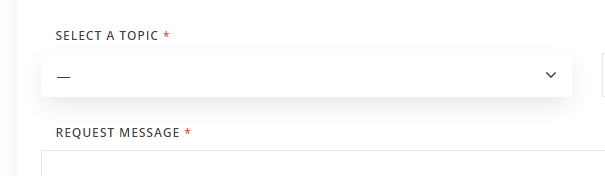 SELECT A TOPIC *
—
REQUEST MESSAGE *